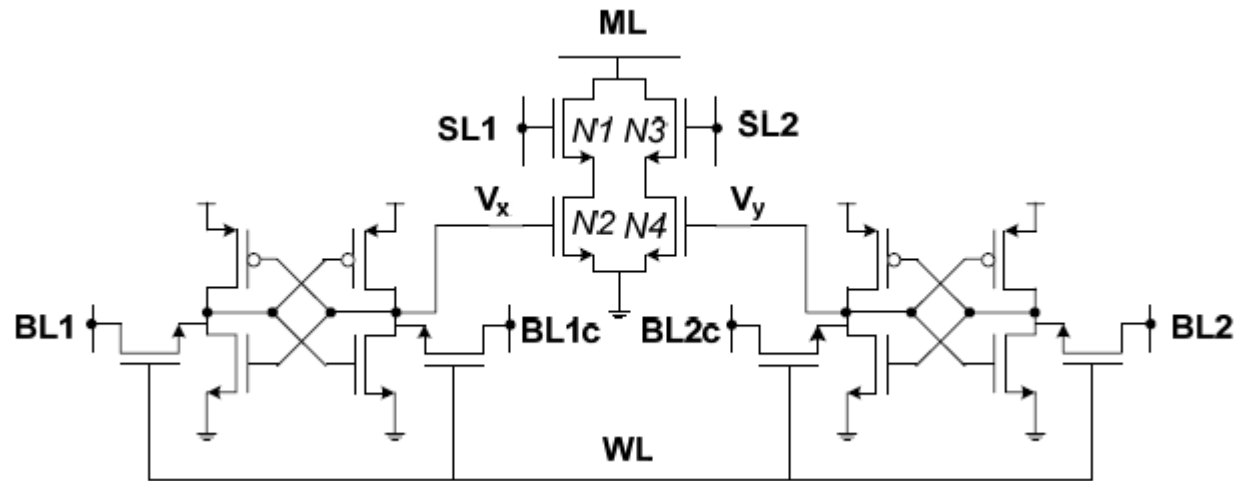 ML
SL1 N1 N3 SL2
Vx N2 N4 Vy
BL1 BL1c BL2c BL2
WL